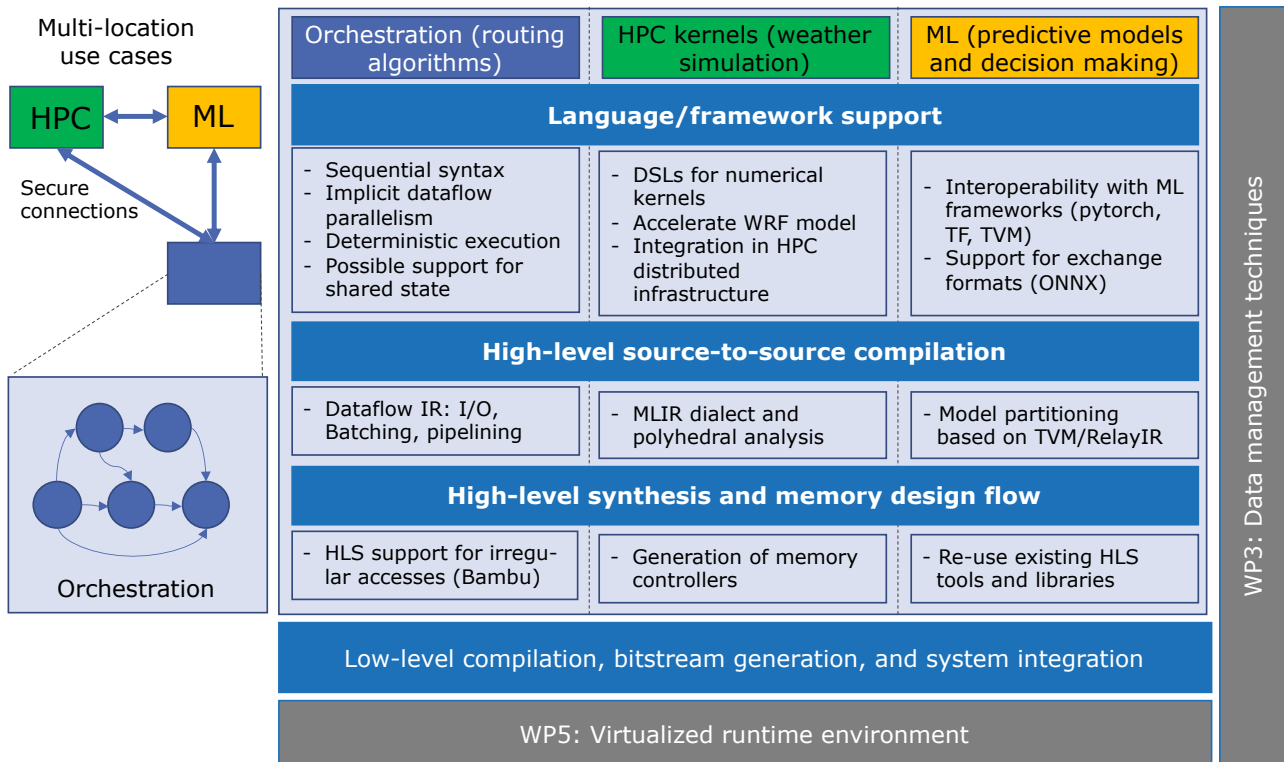 Multi-location
use cases
HPC
ML
Secure
connections
Orchestration
Orchestration (routing
algorithms)
HPC kernels (weather
simulation)
ML (predictive models
and decision making)
Language/framework support
- Sequential syntax
- Implicit dataflow
parallelism
- Deterministic execution
- Possible support for
shared state
- DSLs for numerical
kernels
- Accelerate WRF model
- Integration in HPC
distributed
infrastructure
- Interoperability with ML
frameworks (pytorch,
TF, TVM)
- Support for exchange
formats (ONNX)
High-level source-to-source compilation
- Dataflow IR: I/O,
Batching, pipelining
- MLIR dialect and
polyhedral analysis
- Model partitioning
based on TVM/RelayIR
High-level synthesis and memory design flow
- HLS support for irregu-
lar accesses (Bambu)
- Generation of memory
controllers
- Re-use existing HLS
tools and libraries
Low-level compilation, bitstream generation, and system integration
WP5: Virtualized runtime environment
WP3: Data management techniques